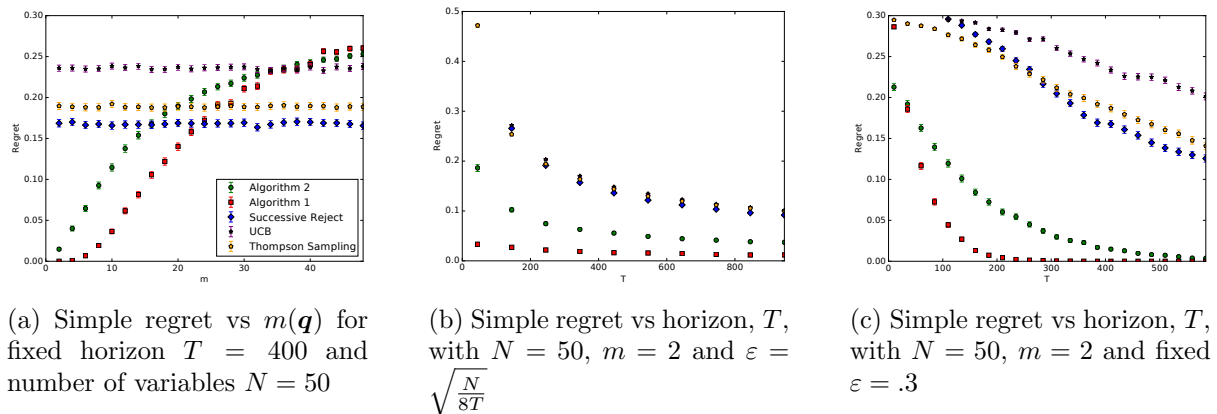 0.30
0.25
0.20
0.15
0.10
0.05
0.00
Regret
0 10 20 30 40
m
Algorithm 2
Algorithm 1
Successive Reject
UCB
Thompson Sampling
0.5
0.4
0.3
0.2
0.1
0.0
Regret
0 200 400 600 800
T
0.30
0.25
0.20
0.15
0.10
0.05
0.00
Regret
0 100 200 300 400 500
T
(a) Simple regret vs m(q) for
fixed horizon T = 400 and
number of variables N = 50
(b) Simple regret vs horizon, T,
with N = 50, m = 2 and ε =
√(N/8T)
(c) Simple regret vs horizon, T,
with N = 50, m = 2 and fixed
ε = .3